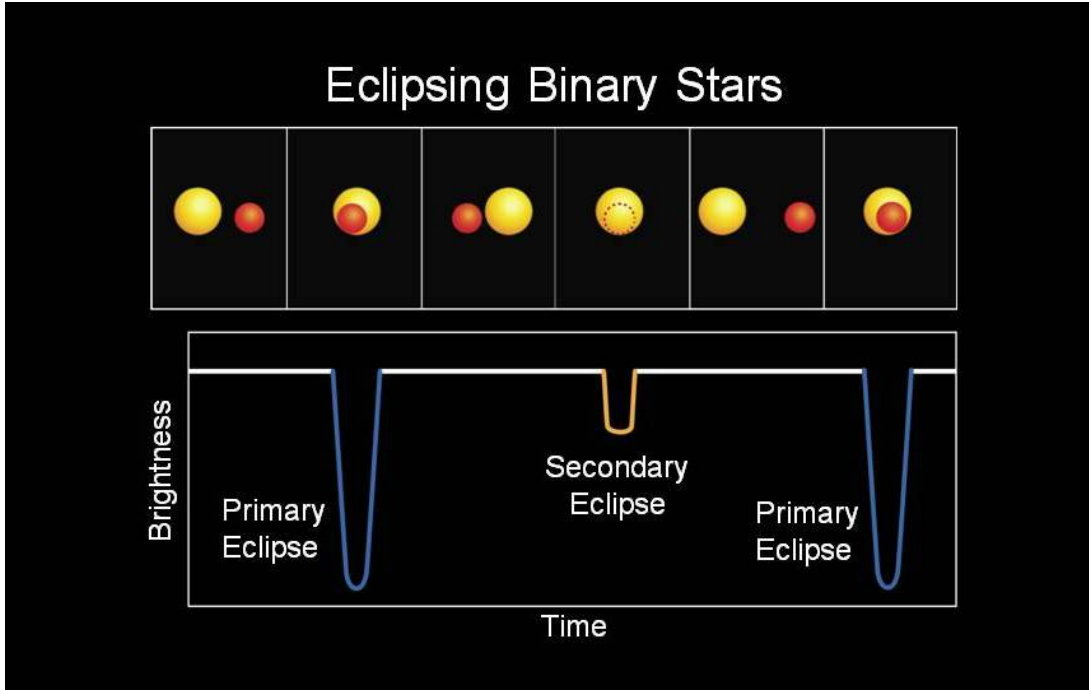 Eclipsing Binary Stars
Brightness
Primary
Eclipse
Secondary
Eclipse
Primary
Eclipse
Time